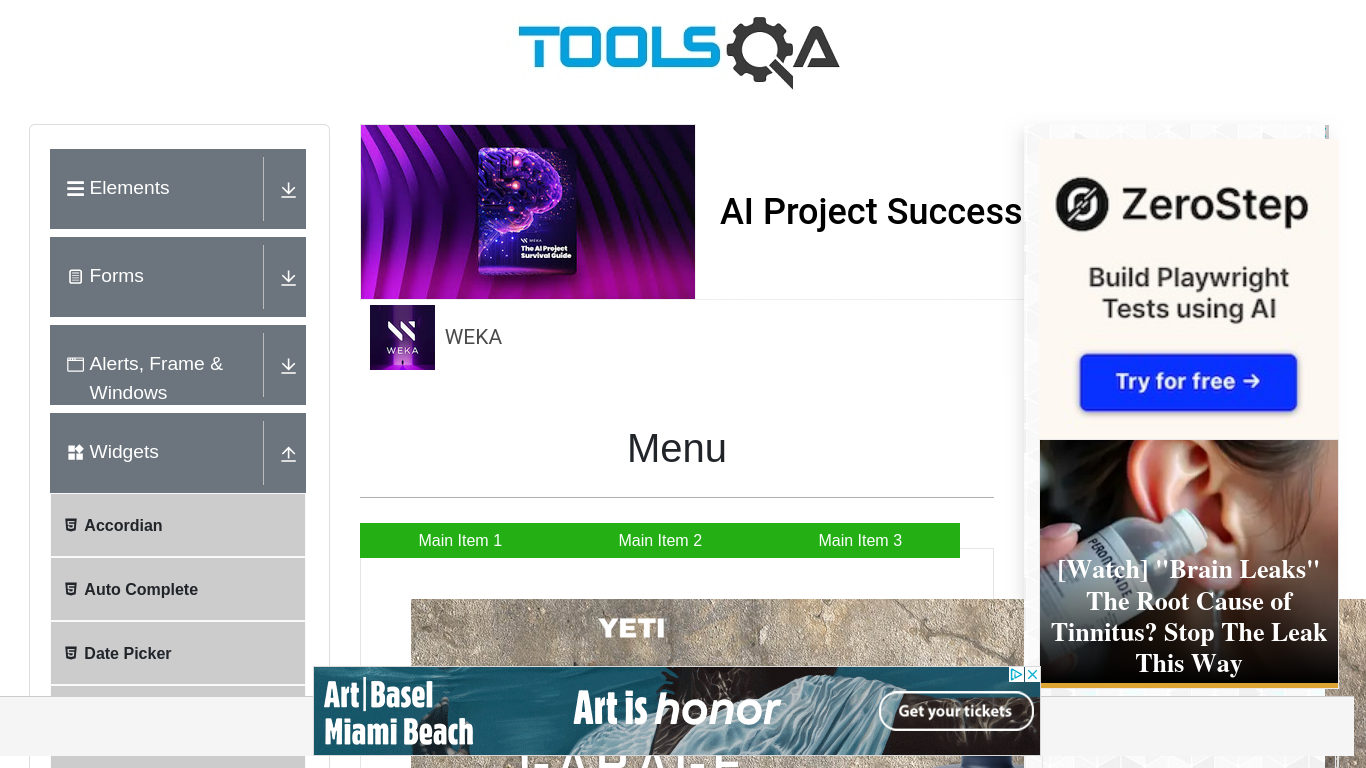 TOOLSQA
Elements
Forms
Alerts, Frame &
Windows
Widgets
Accordian
Auto Complete
Date Picker
WEKA
The AI Project
Survival Guide
AI Project Success
WEKA
WEKA
Menu
Main Item 1
Main Item 2
Main Item 3
YETI
ZeroStep
Build Playwright
Tests using AI
Try for free →
[Watch] "Brain Leaks"
The Root Cause of
Tinnitus? Stop The Leak
This Way
Art|Basel
Miami Beach
Art is honor
Get your tickets